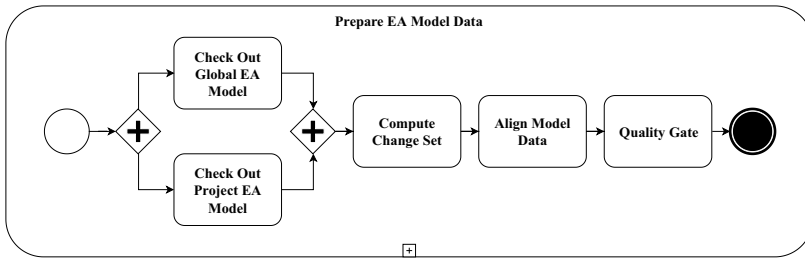 Prepare EA Model Data
Check Out
Global EA
Model
Check Out
Project EA
Model
Compute
Change Set
Align Model
Data
Quality Gate